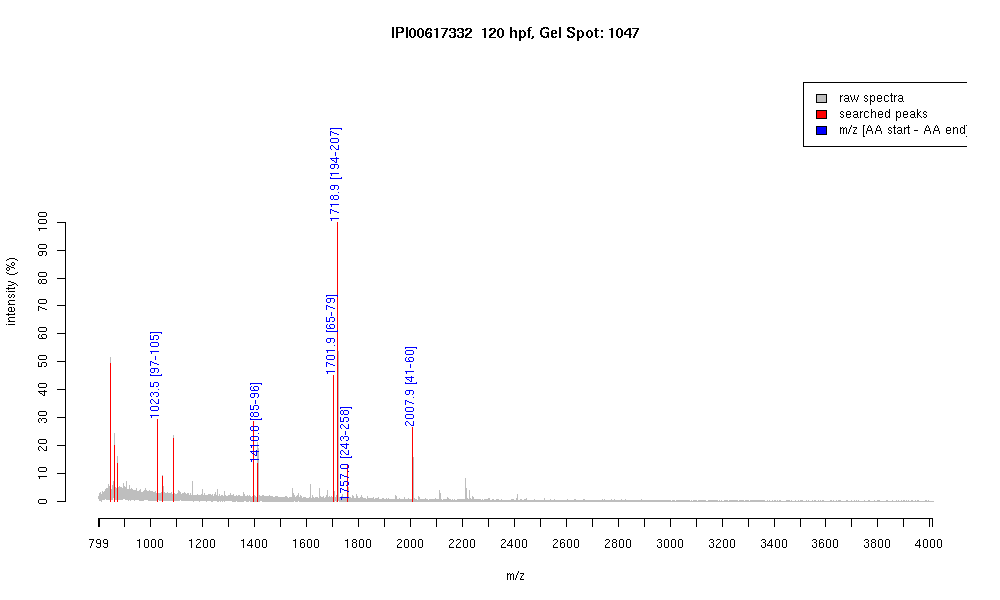 IPI00617332 120 hpf, Gel Spot: 1047
raw spectra
searched peaks
m/z [AA start - AA end]
intensity (%)
100
90
80
70
60
50
40
30
20
10
0
1023.5 [97-105]
1410.8 [85-96]
1701.9 [65-79]
1718.9 [194-207]
1757.0 [243-258]
2007.9 [41-60]
799 1000 1200 1400 1600 1800 2000 2200 2400 2600 2800 3000 3200 3400 3600 3800 4000
m/z